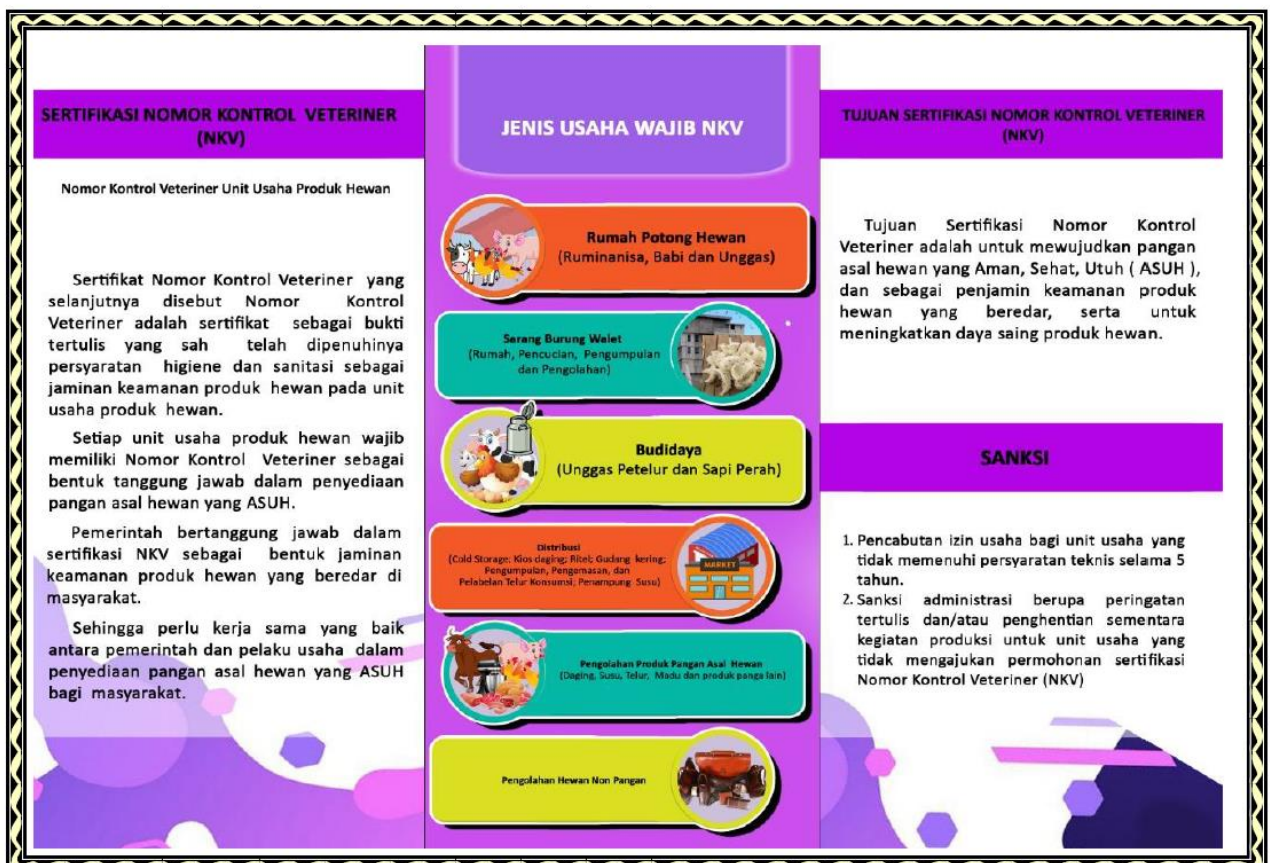 SERTIFIKASI NOMOR KONTROL VETERINER
(NKV)
Nomor Kontrol Veteriner Unit Usaha Produk Hewan
Sertifikat Nomor Kontrol Veteriner yang
selanjutnya disebut Nomor Kontrol
Veteriner adalah sertifikat sebagai bukti
tertulis yang sah telah dipenuhinya
persyaratan higiene dan sanitasi sebagai
jaminan keamanan produk hewan pada unit
usaha produk hewan.
Setiap unit usaha produk hewan wajib
memiliki Nomor Kontrol Veteriner sebagai
bentuk tanggung jawab dalam penyediaan
pangan asal hewan yang ASUH.
Pemerintah bertanggung jawab dalam
sertifikasi NKV sebagai bentuk jaminan
keamanan produk hewan yang beredar di
masyarakat.
Sehingga perlu kerja sama yang baik
antara pemerintah dan pelaku usaha dalam
penyediaan pangan asal hewan yang ASUH
bagi masyarakat.
JENIS USAHA WAJIB NKV
Rumah Potong Hewan
(Ruminanisa, Babi dan Unggas)
Sarang Burung Walet
(Rumah, Pencucian, Pengumpulan
dan Pengolahan)
Budidaya
(Unggas Petelur dan Sapi Perah)
Distribusi
(Cold Storage; Kios daging; Ritel; Gudang kering;
Pengumpulan, Pengemasan, dan
Pelabelan Telur Konsumsi; Penampung Susu)
MARKET
Pengolahan Produk Pangan Asal Hewan
(Daging, Susu, Telur, Madu dan produk panga lain)
Pengolahan Hewan Non Pangan
TUJUAN SERTIFIKASI NOMOR KONTROL VETERINER
(NKV)
Tujuan Sertifikasi Nomor Kontrol
Veteriner adalah untuk mewujudkan pangan
asal hewan yang Aman, Sehat, Utuh ( ASUH ),
dan sebagai penjamin keamanan produk
hewan yang beredar, serta untuk
meningkatkan daya saing produk hewan.
SANKSI
1. Pencabutan izin usaha bagi unit usaha yang
tidak memenuhi persyaratan teknis selama 5
tahun.
2. Sanksi administrasi berupa peringatan
tertulis dan/atau penghentian sementara
kegiatan produksi untuk unit usaha yang
tidak mengajukan permohonan sertifikasi
Nomor Kontrol Veteriner (NKV)